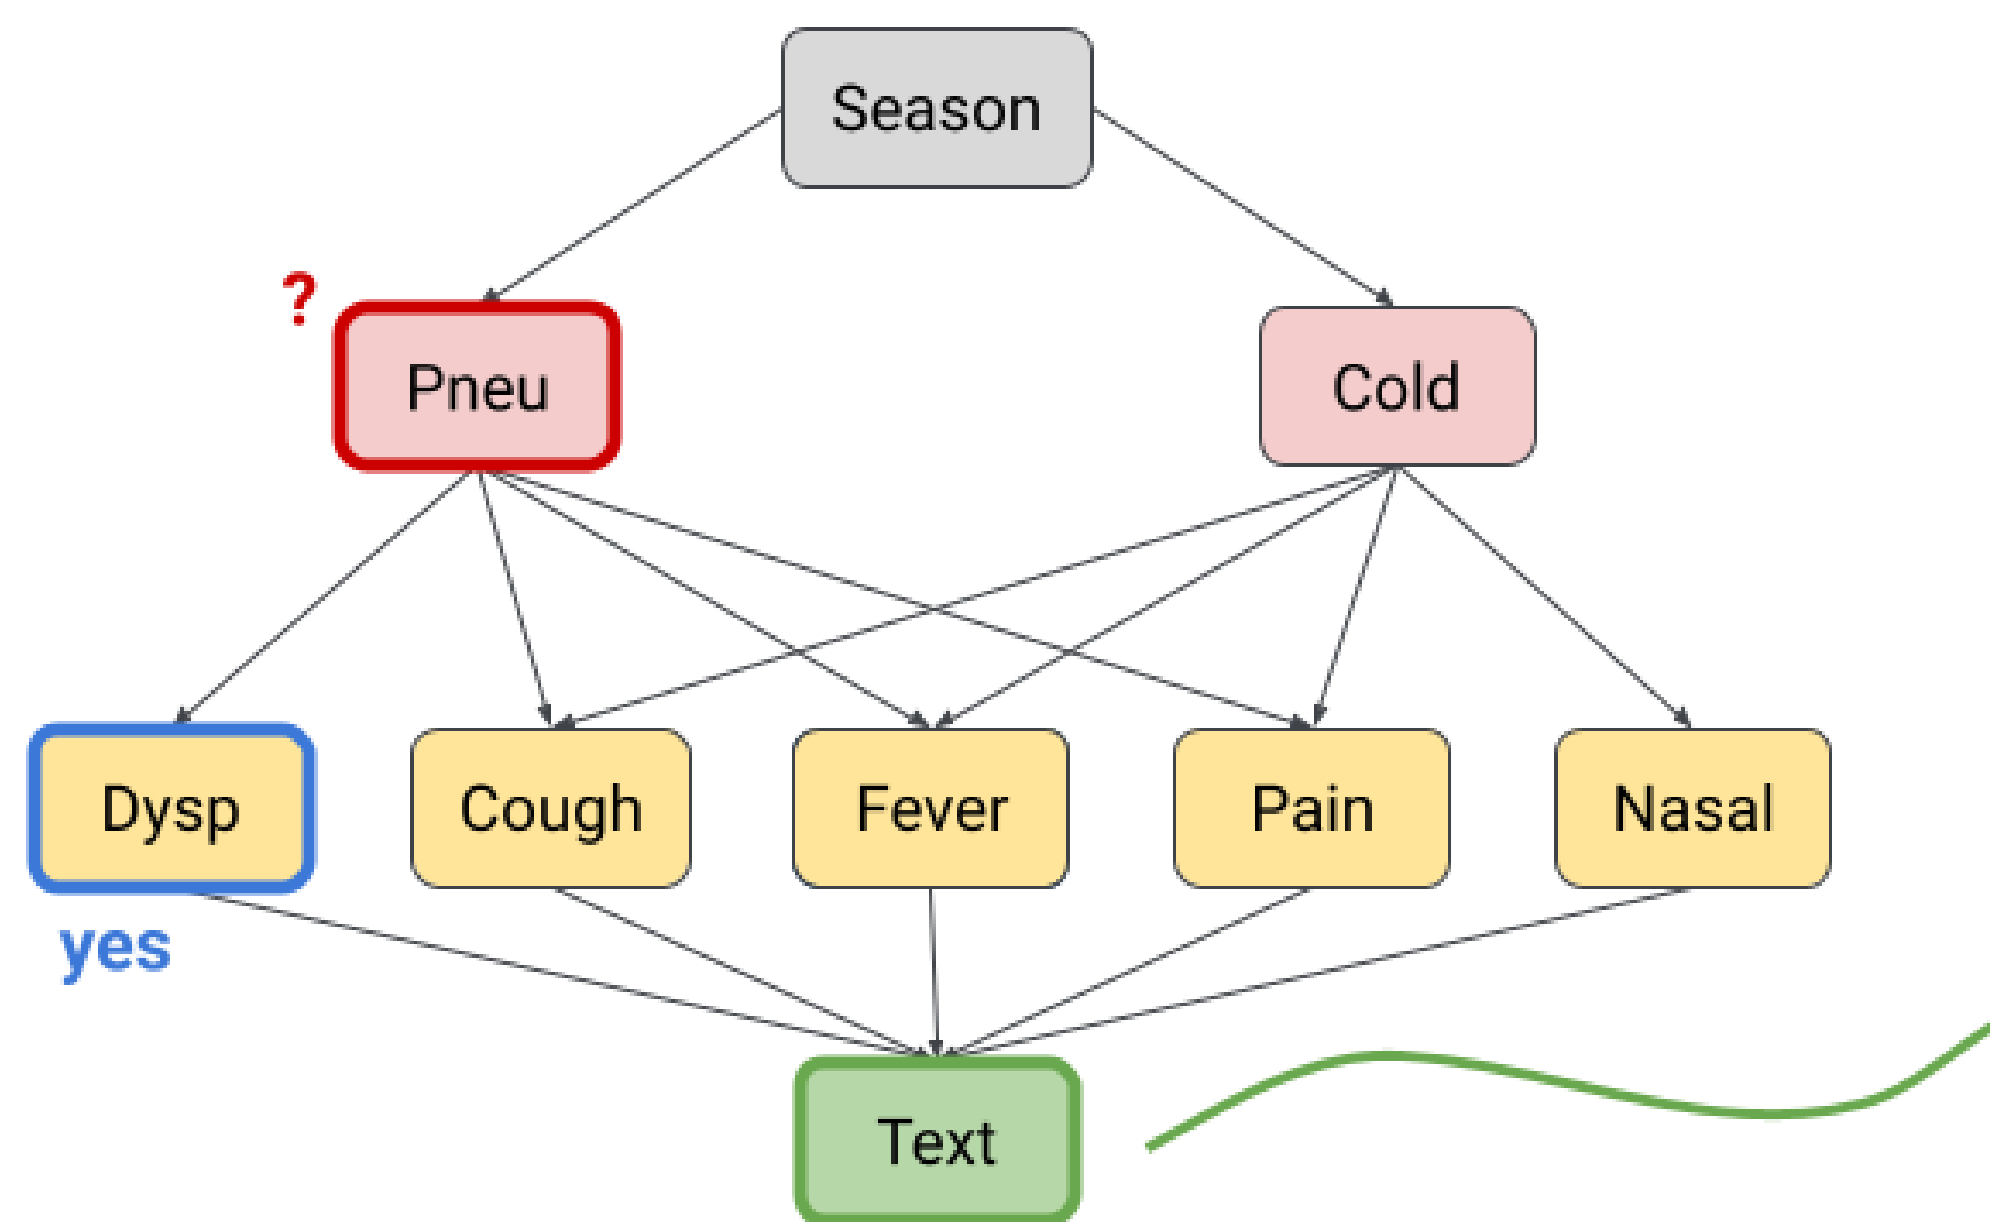 Season
?
Pneu
Cold
Dysp
Cough
Fever
Pain
Nasal
yes
Text